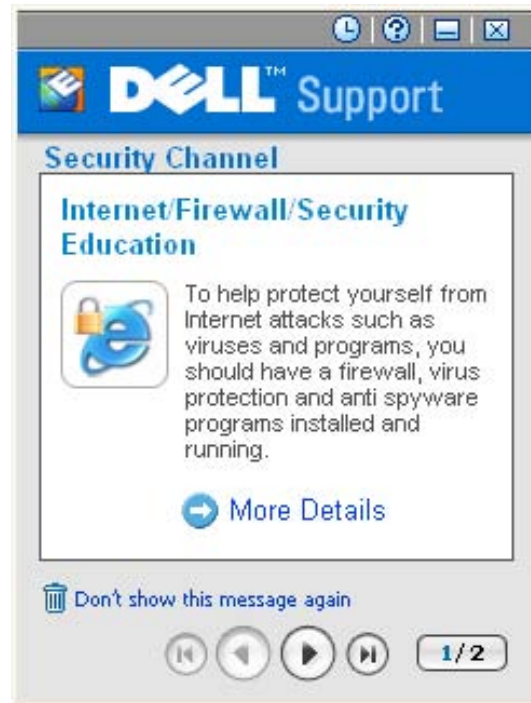 DELL™ Support
Security Channel
Internet/Firewall/Security
Education
To help protect yourself from
Internet attacks such as
viruses and programs, you
should have a firewall, virus
protection and anti spyware
programs installed and
running.
More Details
Don't show this message again
1/2